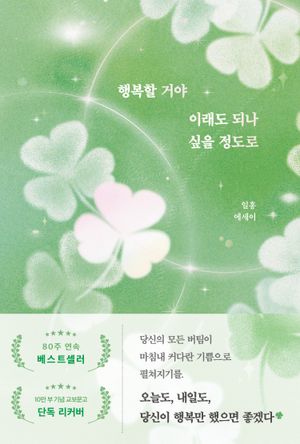 행복할 거야
이래도 되나
싶을 정도로
일홍
에세이
80주 연속
베스트셀러
10만 부 기념 교보문고
단독 리커버
당신의 모든 버팀이
마침내 커다란 기쁨으로
펼쳐지기를.
오늘도, 내일도,
당신이 행복만 했으면 좋겠다